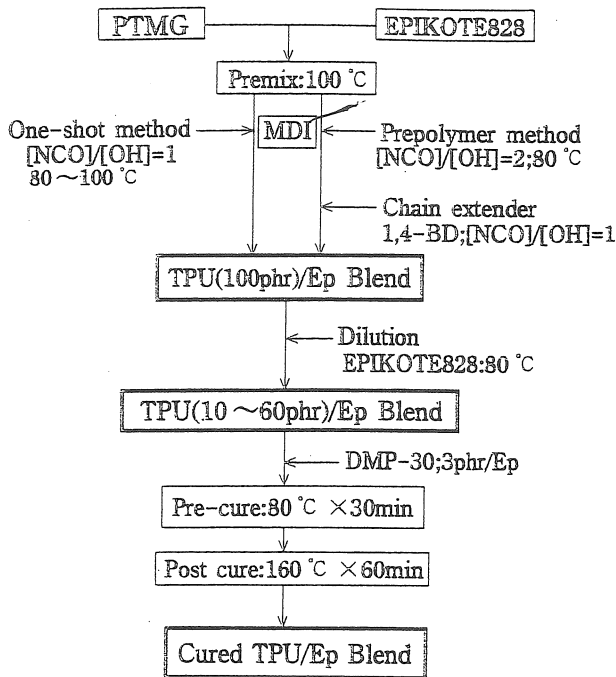 PTMG
EPIKOTE828
Premix:100 ℃
One-shot method
[NCO]/[OH]=1
80～100 ℃
MDI
Prepolymer method
[NCO]/[OH]=2;80 ℃
Chain extender
1,4-BD;[NCO]/[OH]=1
TPU(100phr)/Ep Blend
Dilution
EPIKOTE828:80 ℃
TPU(10～60phr)/Ep Blend
DMP-30;3phr/Ep
Pre-cure:80 ℃ ×30min
Post cure:160 ℃ ×60min
Cured TPU/Ep Blend